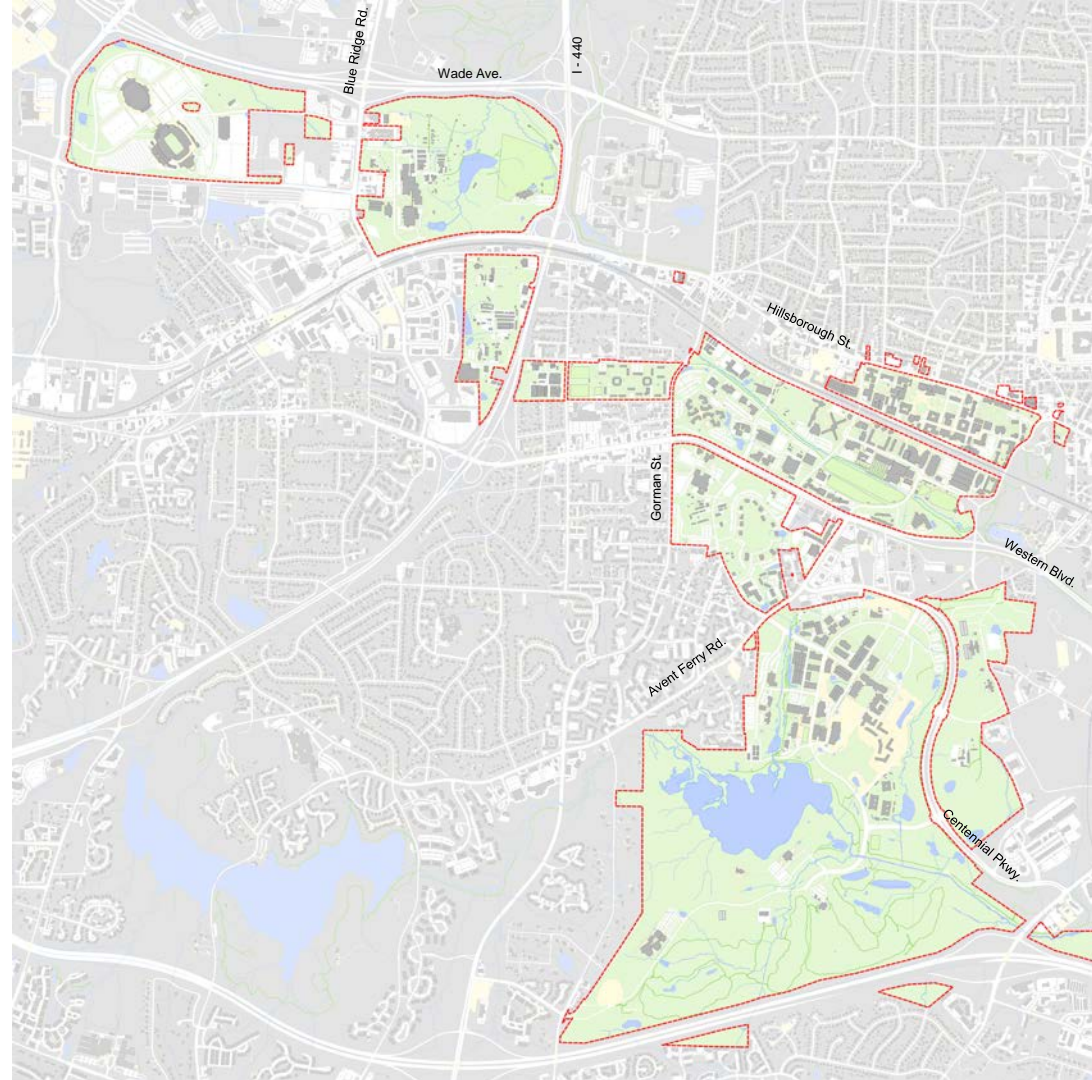 Blue Ridge Rd.
I - 440
Wade Ave.
Hillsborough St.
Gorman St.
Western Blvd.
Avent Ferry Rd.
Centennial Pkwy.